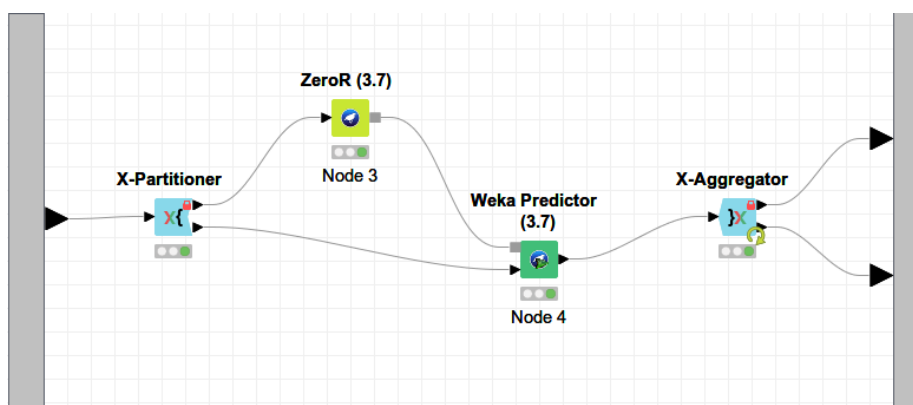 ZeroR (3.7)
Node 3
X-Partitioner
X{
Weka Predictor
(3.7)
Node 4
X-Aggregator
}X